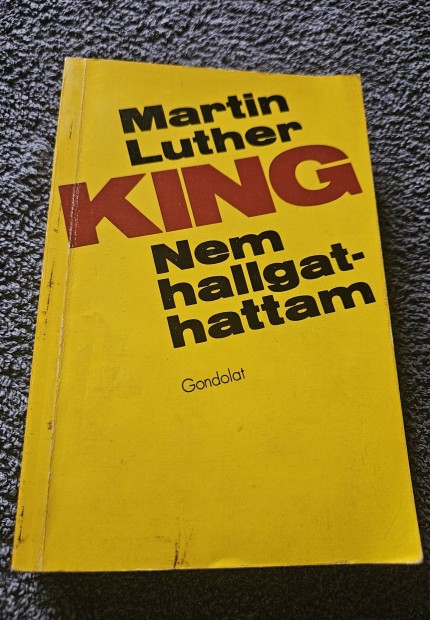 Martin
Luther
KING
Nem
hallgat-
hattam
Gondolat